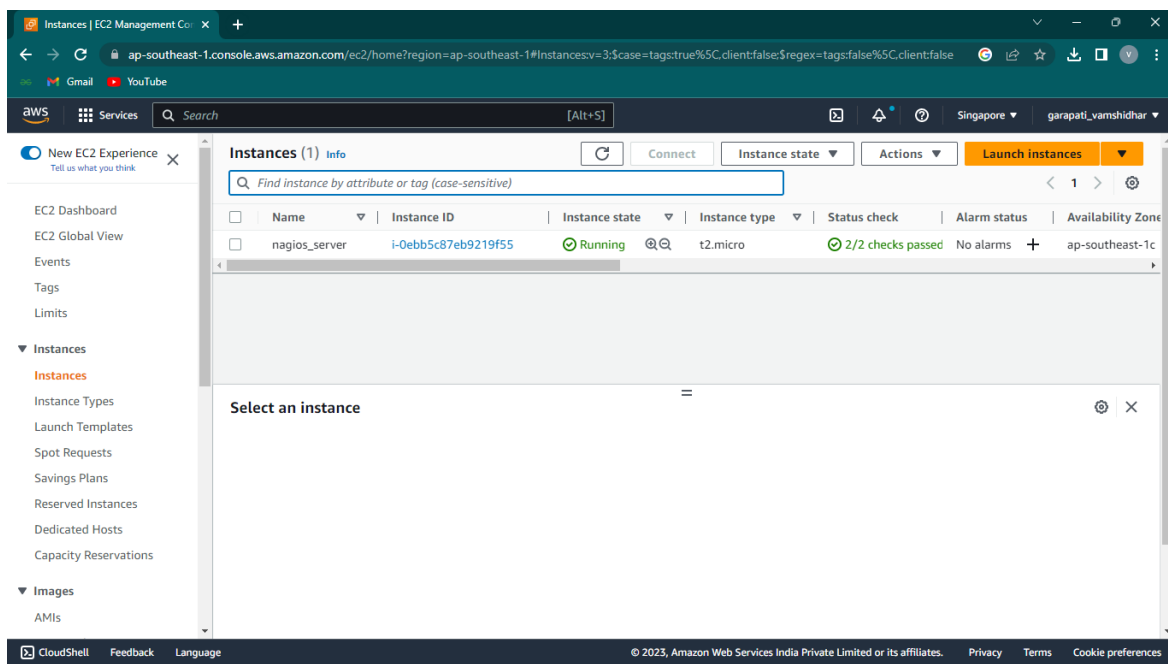 Instances | EC2 Management Con
ap-southeast-1.console.aws.amazon.com/ec2/home?region=ap-southeast-1#Instances:v=3;$case=tags:true%5C,client:false;$regex=tags:false%5C,client:false
Gmail YouTube
aws Services Search [Alt+S] Singapore garapati_vamshidhar
New EC2 Experience
Tell us what you think
EC2 Dashboard
EC2 Global View
Events
Tags
Limits
Instances
Instances
Instance Types
Launch Templates
Spot Requests
Savings Plans
Reserved Instances
Dedicated Hosts
Capacity Reservations
Images
AMIs
Instances (1) Info Connect Instance state Actions Launch instances
Find instance by attribute or tag (case-sensitive) 1
Name Instance ID Instance state Instance type Status check Alarm status Availability Zone
nagios_server i-0ebb5c87eb9219f55 Running t2.micro 2/2 checks passed No alarms ap-southeast-1c
Select an instance
CloudShell Feedback Language © 2023, Amazon Web Services India Private Limited or its affiliates. Privacy Terms Cookie preferences